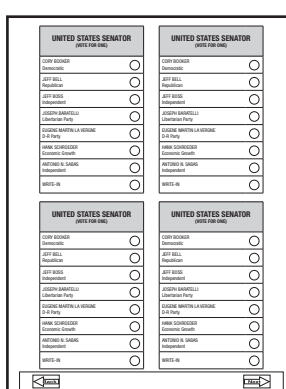 UNITED STATES SENATOR
(VOTE FOR ONE)
CORY BOOKER
Democratic
JEFF BELL
Republican
JEFF BOSS
Independent
JOSEPH BARATELLI
Libertarian Party
EUGENE MARTIN LA VERGNE
D-R Party
HANK SCHROEDER
Economic Growth
ANTONIO N. SABAS
Independent
WRITE-IN
UNITED STATES SENATOR
(VOTE FOR ONE)
CORY BOOKER
Democratic
JEFF BELL
Republican
JEFF BOSS
Independent
JOSEPH BARATELLI
Libertarian Party
EUGENE MARTIN LA VERGNE
D-R Party
HANK SCHROEDER
Economic Growth
ANTONIO N. SABAS
Independent
WRITE-IN
UNITED STATES SENATOR
(VOTE FOR ONE)
CORY BOOKER
Democratic
JEFF BELL
Republican
JEFF BOSS
Independent
JOSEPH BARATELLI
Libertarian Party
EUGENE MARTIN LA VERGNE
D-R Party
HANK SCHROEDER
Economic Growth
ANTONIO N. SABAS
Independent
WRITE-IN
UNITED STATES SENATOR
(VOTE FOR ONE)
CORY BOOKER
Democratic
JEFF BELL
Republican
JEFF BOSS
Independent
JOSEPH BARATELLI
Libertarian Party
EUGENE MARTIN LA VERGNE
D-R Party
HANK SCHROEDER
Economic Growth
ANTONIO N. SABAS
Independent
WRITE-IN
Next